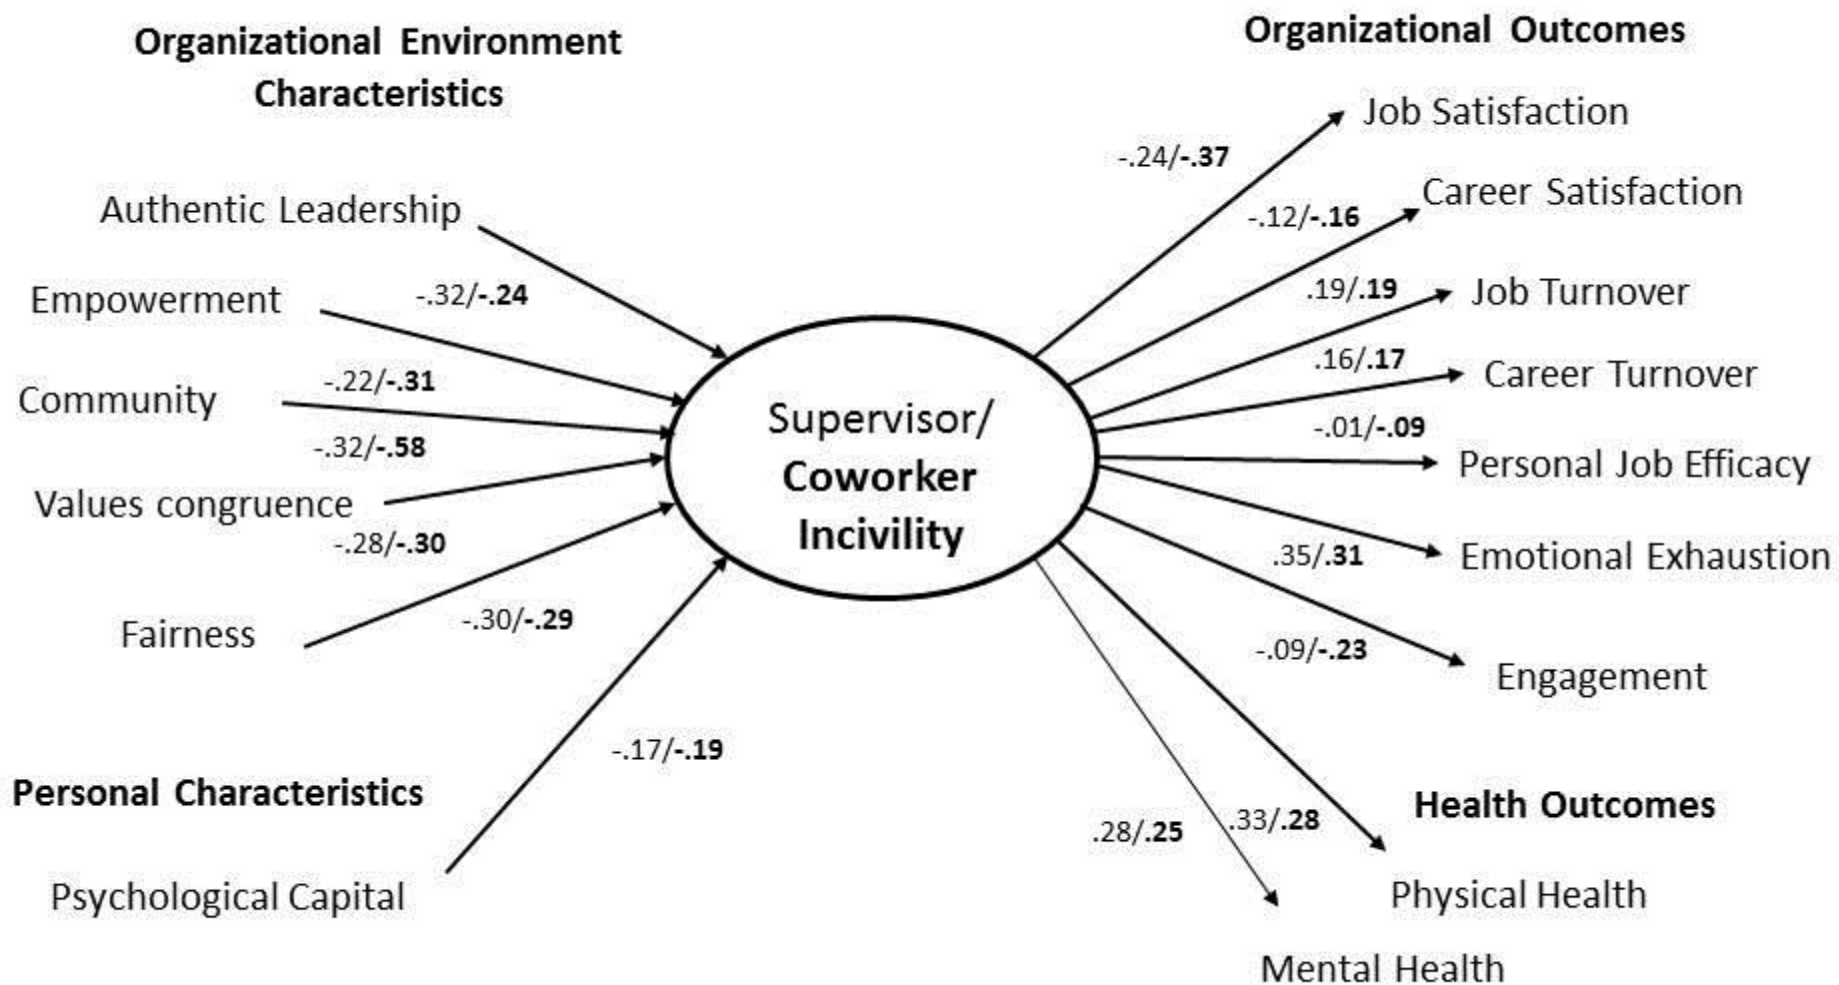 Organizational Environment
Characteristics
Authentic Leadership
-.32/-.24
Empowerment
-.22/-.31
Community
-.32/-.58
Values congruence
-.28/-.30
Fairness
-.30/-.29
Personal Characteristics
-.17/-.19
Psychological Capital
Supervisor/
Coworker
Incivility
Organizational Outcomes
Job Satisfaction
-.24/-.37
Career Satisfaction
-.12/-.16
Job Turnover
.19/.19
Career Turnover
.16/.17
Personal Job Efficacy
-.01/-.09
Emotional Exhaustion
.35/.31
Engagement
-.09/-.23
Health Outcomes
Physical Health
.33/.28
Mental Health
.28/.25